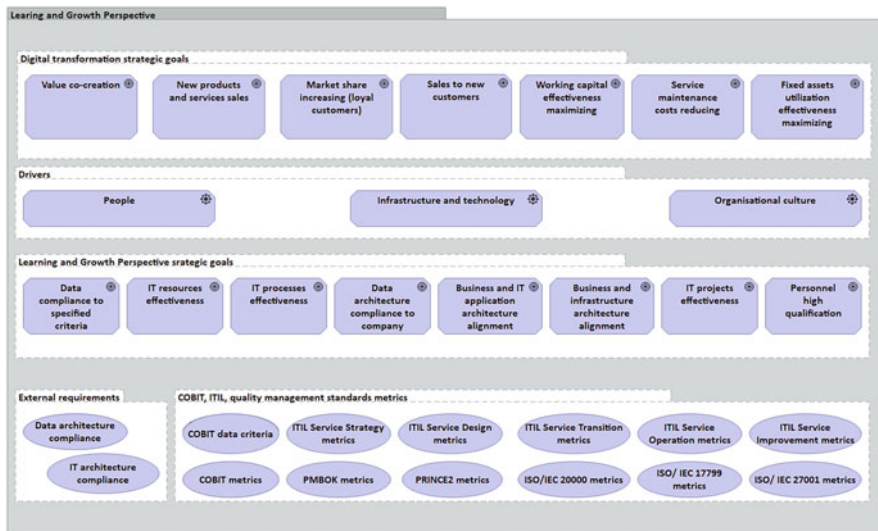 Learing and Growth Perspective
Digital transformation strategic goals
Value co-creation
New products
and services sales
Market share
increasing (loyal
customers)
Sales to new
customers
Working capital
effectiveness
maximizing
Service
maintenance
costs reducing
Fixed assets
utilization
effectiveness
maximizing
Drivers
People
Infrastructure and technology
Organisational culture
Learning and Growth Perspective srategic goals
Data
compliance to
specified
criteria
IT resources
effectiveness
IT processes
effectiveness
Data
architecture
compliance to
company
Business and IT
application
architecture
alignment
Business and
infrastructure
architecture
alignment
IT projects
effectiveness
Personnel
high
qualification
External requirements
Data architecture
compliance
IT architecture
compliance
COBIT, ITIL, quality management standards metrics
COBIT data criteria
ITIL Service Strategy
metrics
ITIL Service Design
metrics
ITIL Service Transition
metrics
ITIL Service
Operation metrics
ITIL Service
Improvement metrics
COBIT metrics
PMBOK metrics
PRINCE2 metrics
ISO/IEC 20000 metrics
ISO/ IEC 17799
metrics
ISO/ IEC 27001 metrics